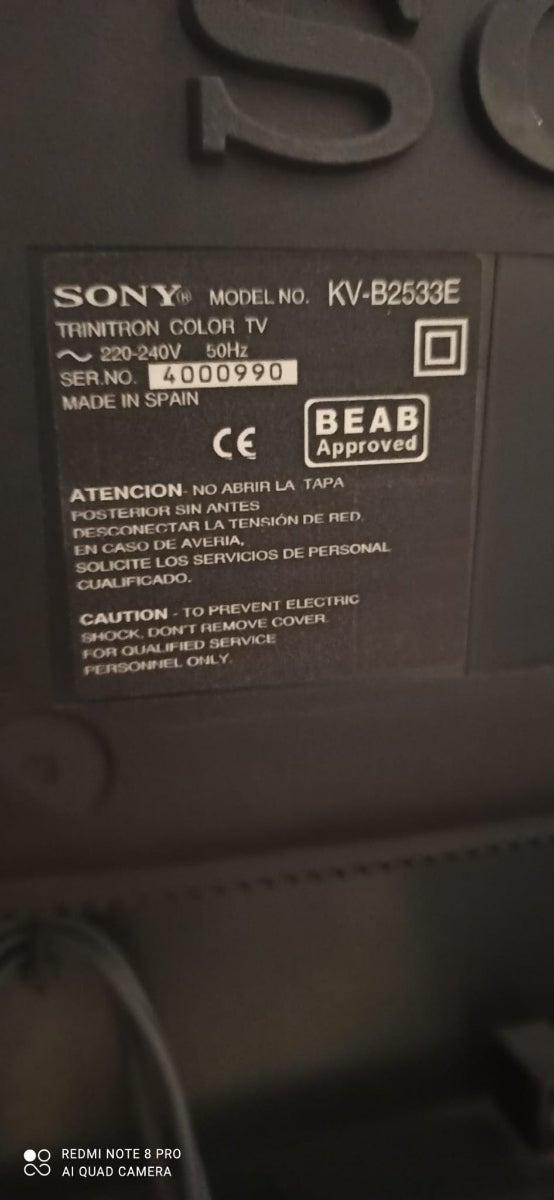 SONY® MODEL NO. KV-B2533E
TRINITRON COLOR TV
~ 220-240V 50Hz
SER.NO. 4000990
MADE IN SPAIN
CE
BEAB
Approved
ATENCION- NO ABRIR LA TAPA
POSTERIOR SIN ANTES
DESCONECTAR LA TENSIÓN DE RED.
EN CASO DE AVERIA,
SOLICITE LOS SERVICIOS DE PERSONAL
CUALIFICADO.
CAUTION - TO PREVENT ELECTRIC
SHOCK, DON'T REMOVE COVER.
FOR QUALIFIED SERVICE
PERSONNEL ONLY.
REDMI NOTE 8 PRO
AI QUAD CAMERA